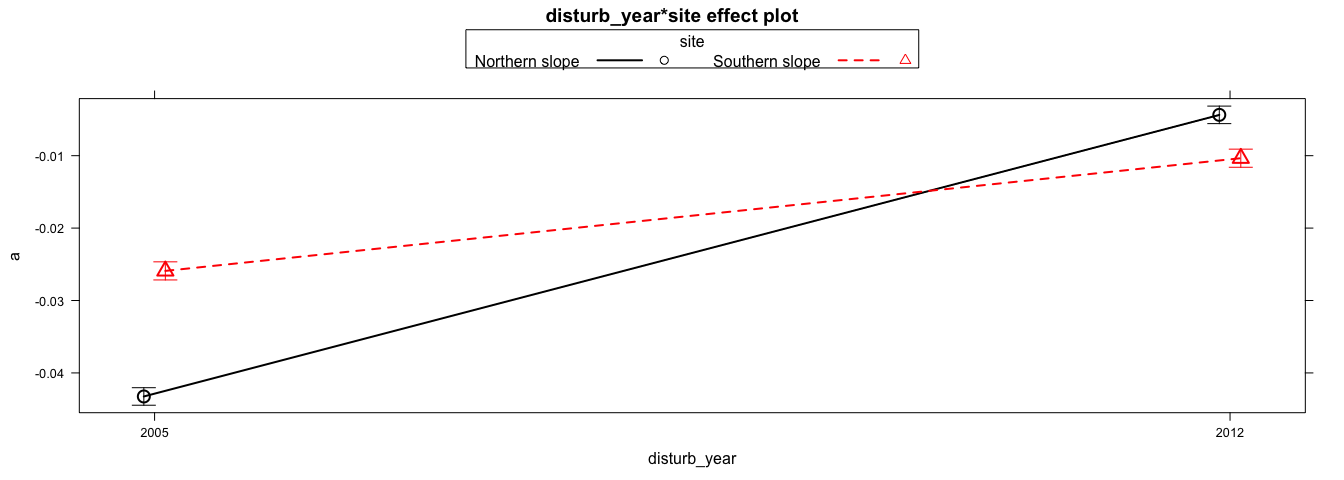 disturb_year*site effect plot
site
Northern slope Southern slope
-0.01
-0.02
a
-0.03
-0.04
2005 2012
disturb_year